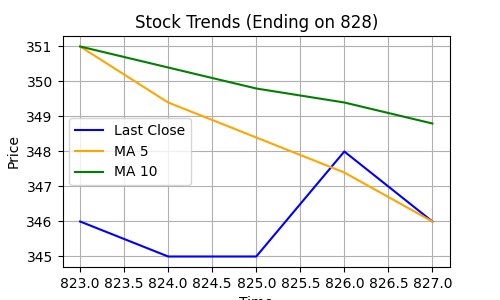 Stock Trends (Ending on 828)
351
350
349
348
347
346
345
Price
Last Close
MA 5
MA 10
823.0 823.5 824.0 824.5 825.0 825.5 826.0 826.5 827.0
Time